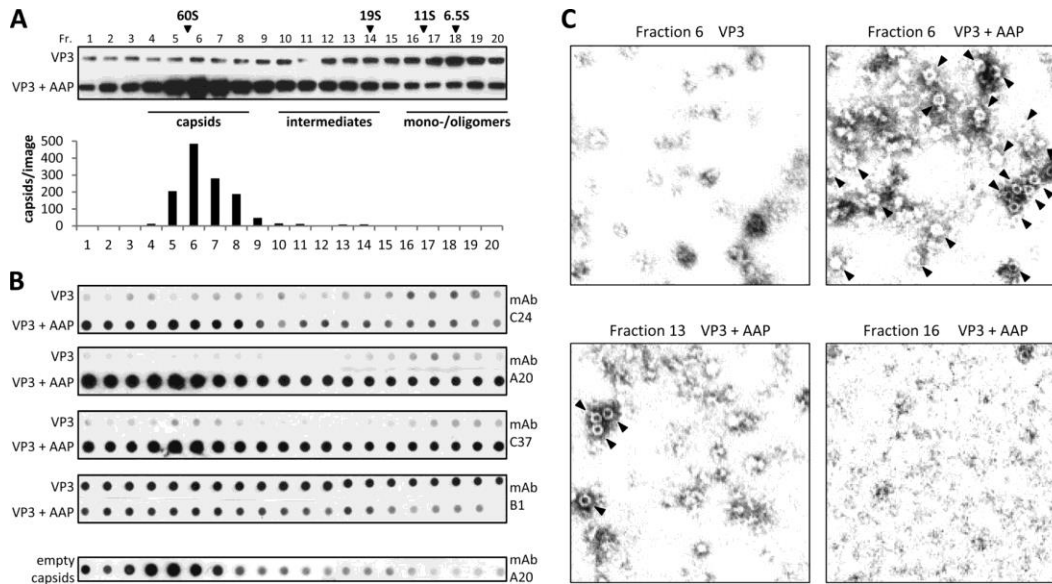 A
60S 19S 11S 6.5S
Fr. 1 2 3 4 5 6 7 8 9 10 11 12 13 14 15 16 17 18 19 20
VP3
VP3 + AAP
capsids intermediates mono-/oligomers
capsids/image
500
400
300
200
100
0
1 2 3 4 5 6 7 8 9 10 11 12 13 14 15 16 17 18 19 20
B
VP3
VP3 + AAP
mAb
C24
VP3
VP3 + AAP
mAb
A20
VP3
VP3 + AAP
mAb
C37
VP3
VP3 + AAP
mAb
B1
empty
capsids
mAb
A20
C
Fraction 6 VP3
Fraction 6 VP3 + AAP
Fraction 13 VP3 + AAP
Fraction 16 VP3 + AAP